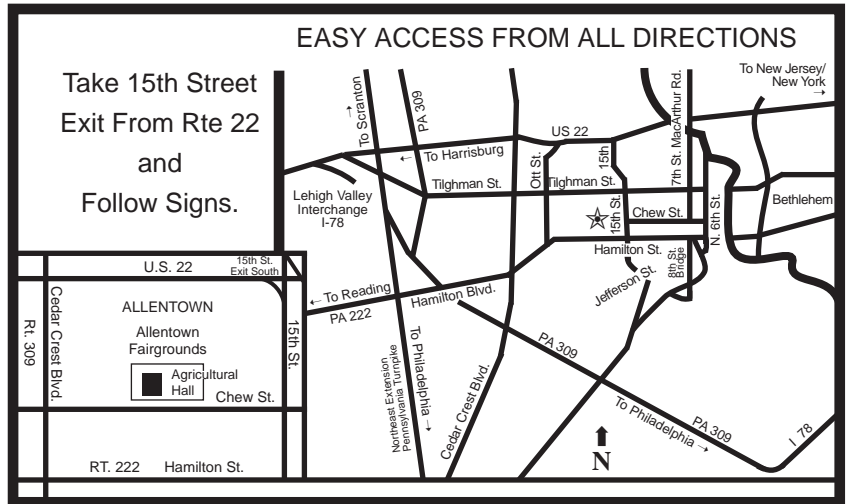 EASY ACCESS FROM ALL DIRECTIONS
Take 15th Street
Exit From Rte 22
and
Follow Signs.
To New Jersey/
New York
→
To Scranton
→
PA 309
7th St. MacArthur Rd.
US 22
← To Harrisburg
15th
Ott St.
Tilghman St.
Tilghman St.
Lehigh Valley
Interchange
I-78
15th St.
Chew St.
N. 6th St.
Bethlehem
Hamilton St.
8th St.
Bridge
Jefferson St.
← To Reading
PA 222
Hamilton Blvd.
Northeast Extension
Pennsylvania Turnpike
To Philadelphia →
Cedar Crest Blvd.
PA 309
To Philadelphia →
PA 309
I 78
N
U.S. 22
15th St.
Exit South
Rt. 309
Cedar Crest Blvd.
ALLENTOWN
Allentown
Fairgrounds
Agricultural
Hall
15th St.
Chew St.
RT. 222 Hamilton St.